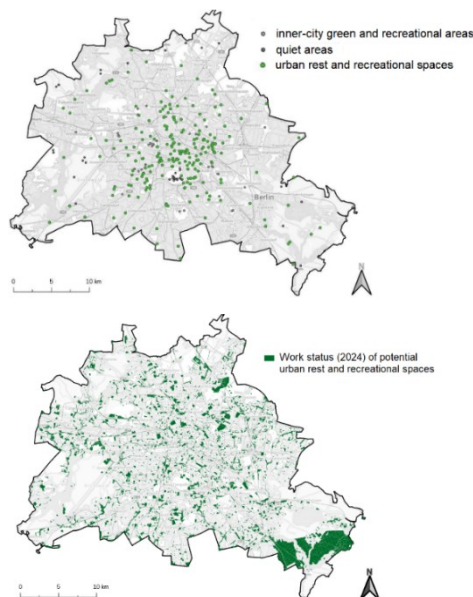 inner-city green and recreational areas
quiet areas
urban rest and recreational spaces
Berlin
N
0 5 10 km
Work status (2024) of potential
urban rest and recreational spaces
N
0 5 10 km